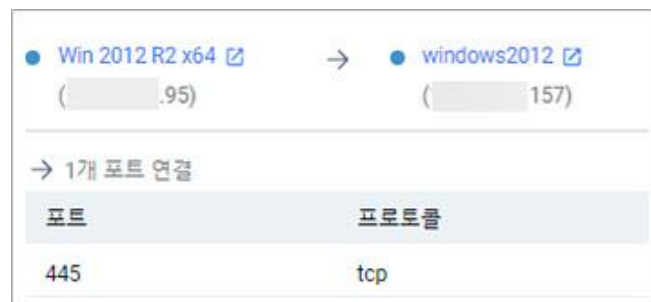 Win 2012 R2 x64 → windows2012
( .95) ( 157)
→ 1개 포트 연결
포트 프로토콜
445 tcp